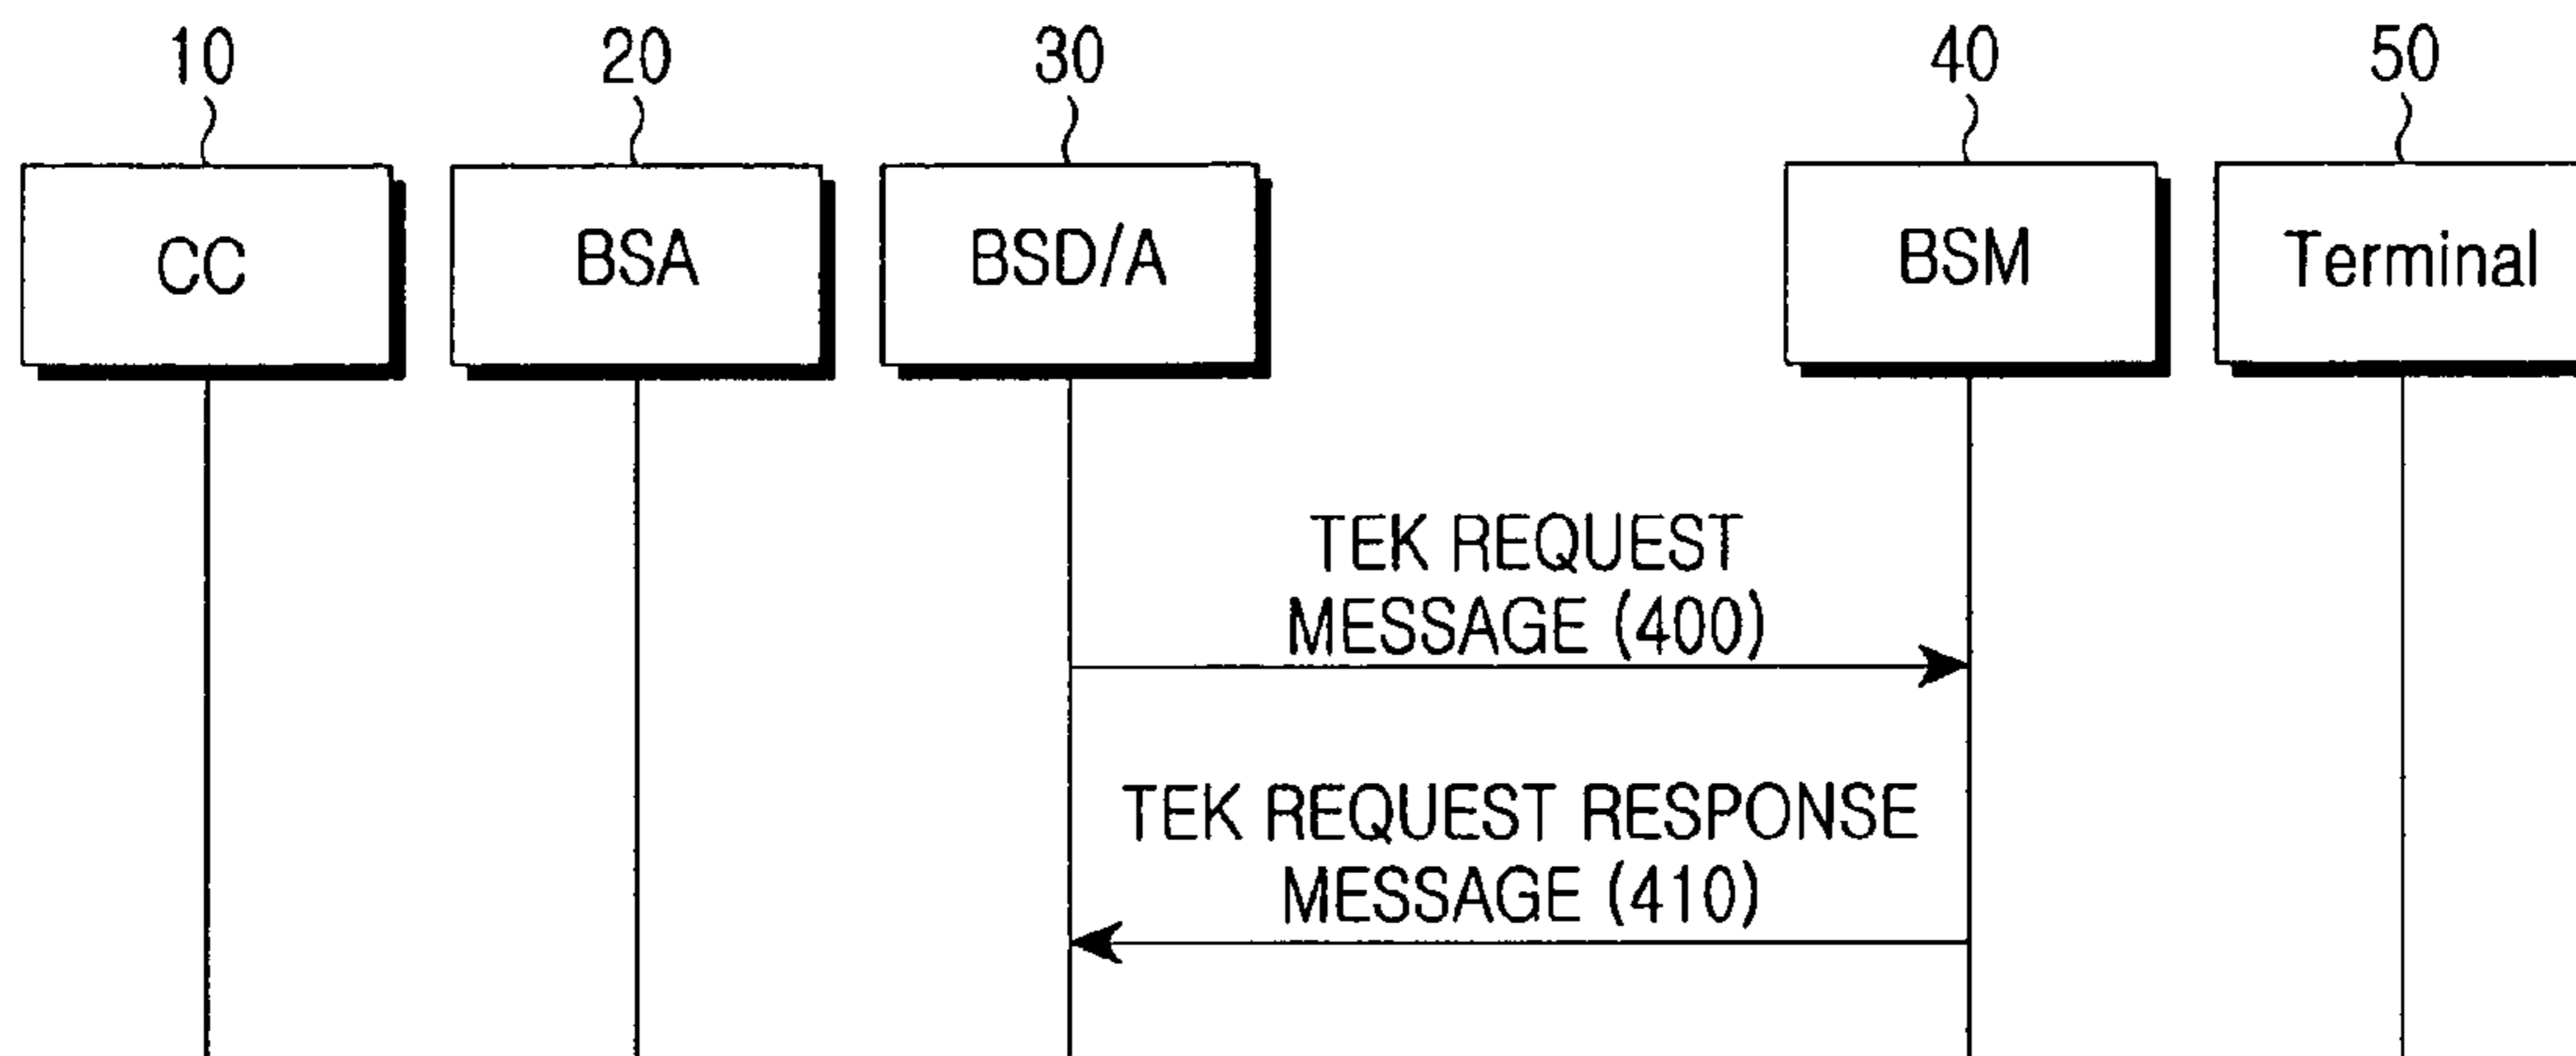 10
20
30
40
50
CC
BSA
BSD/A
BSM
Terminal
TEK REQUEST
MESSAGE (400)
TEK REQUEST RESPONSE
MESSAGE (410)